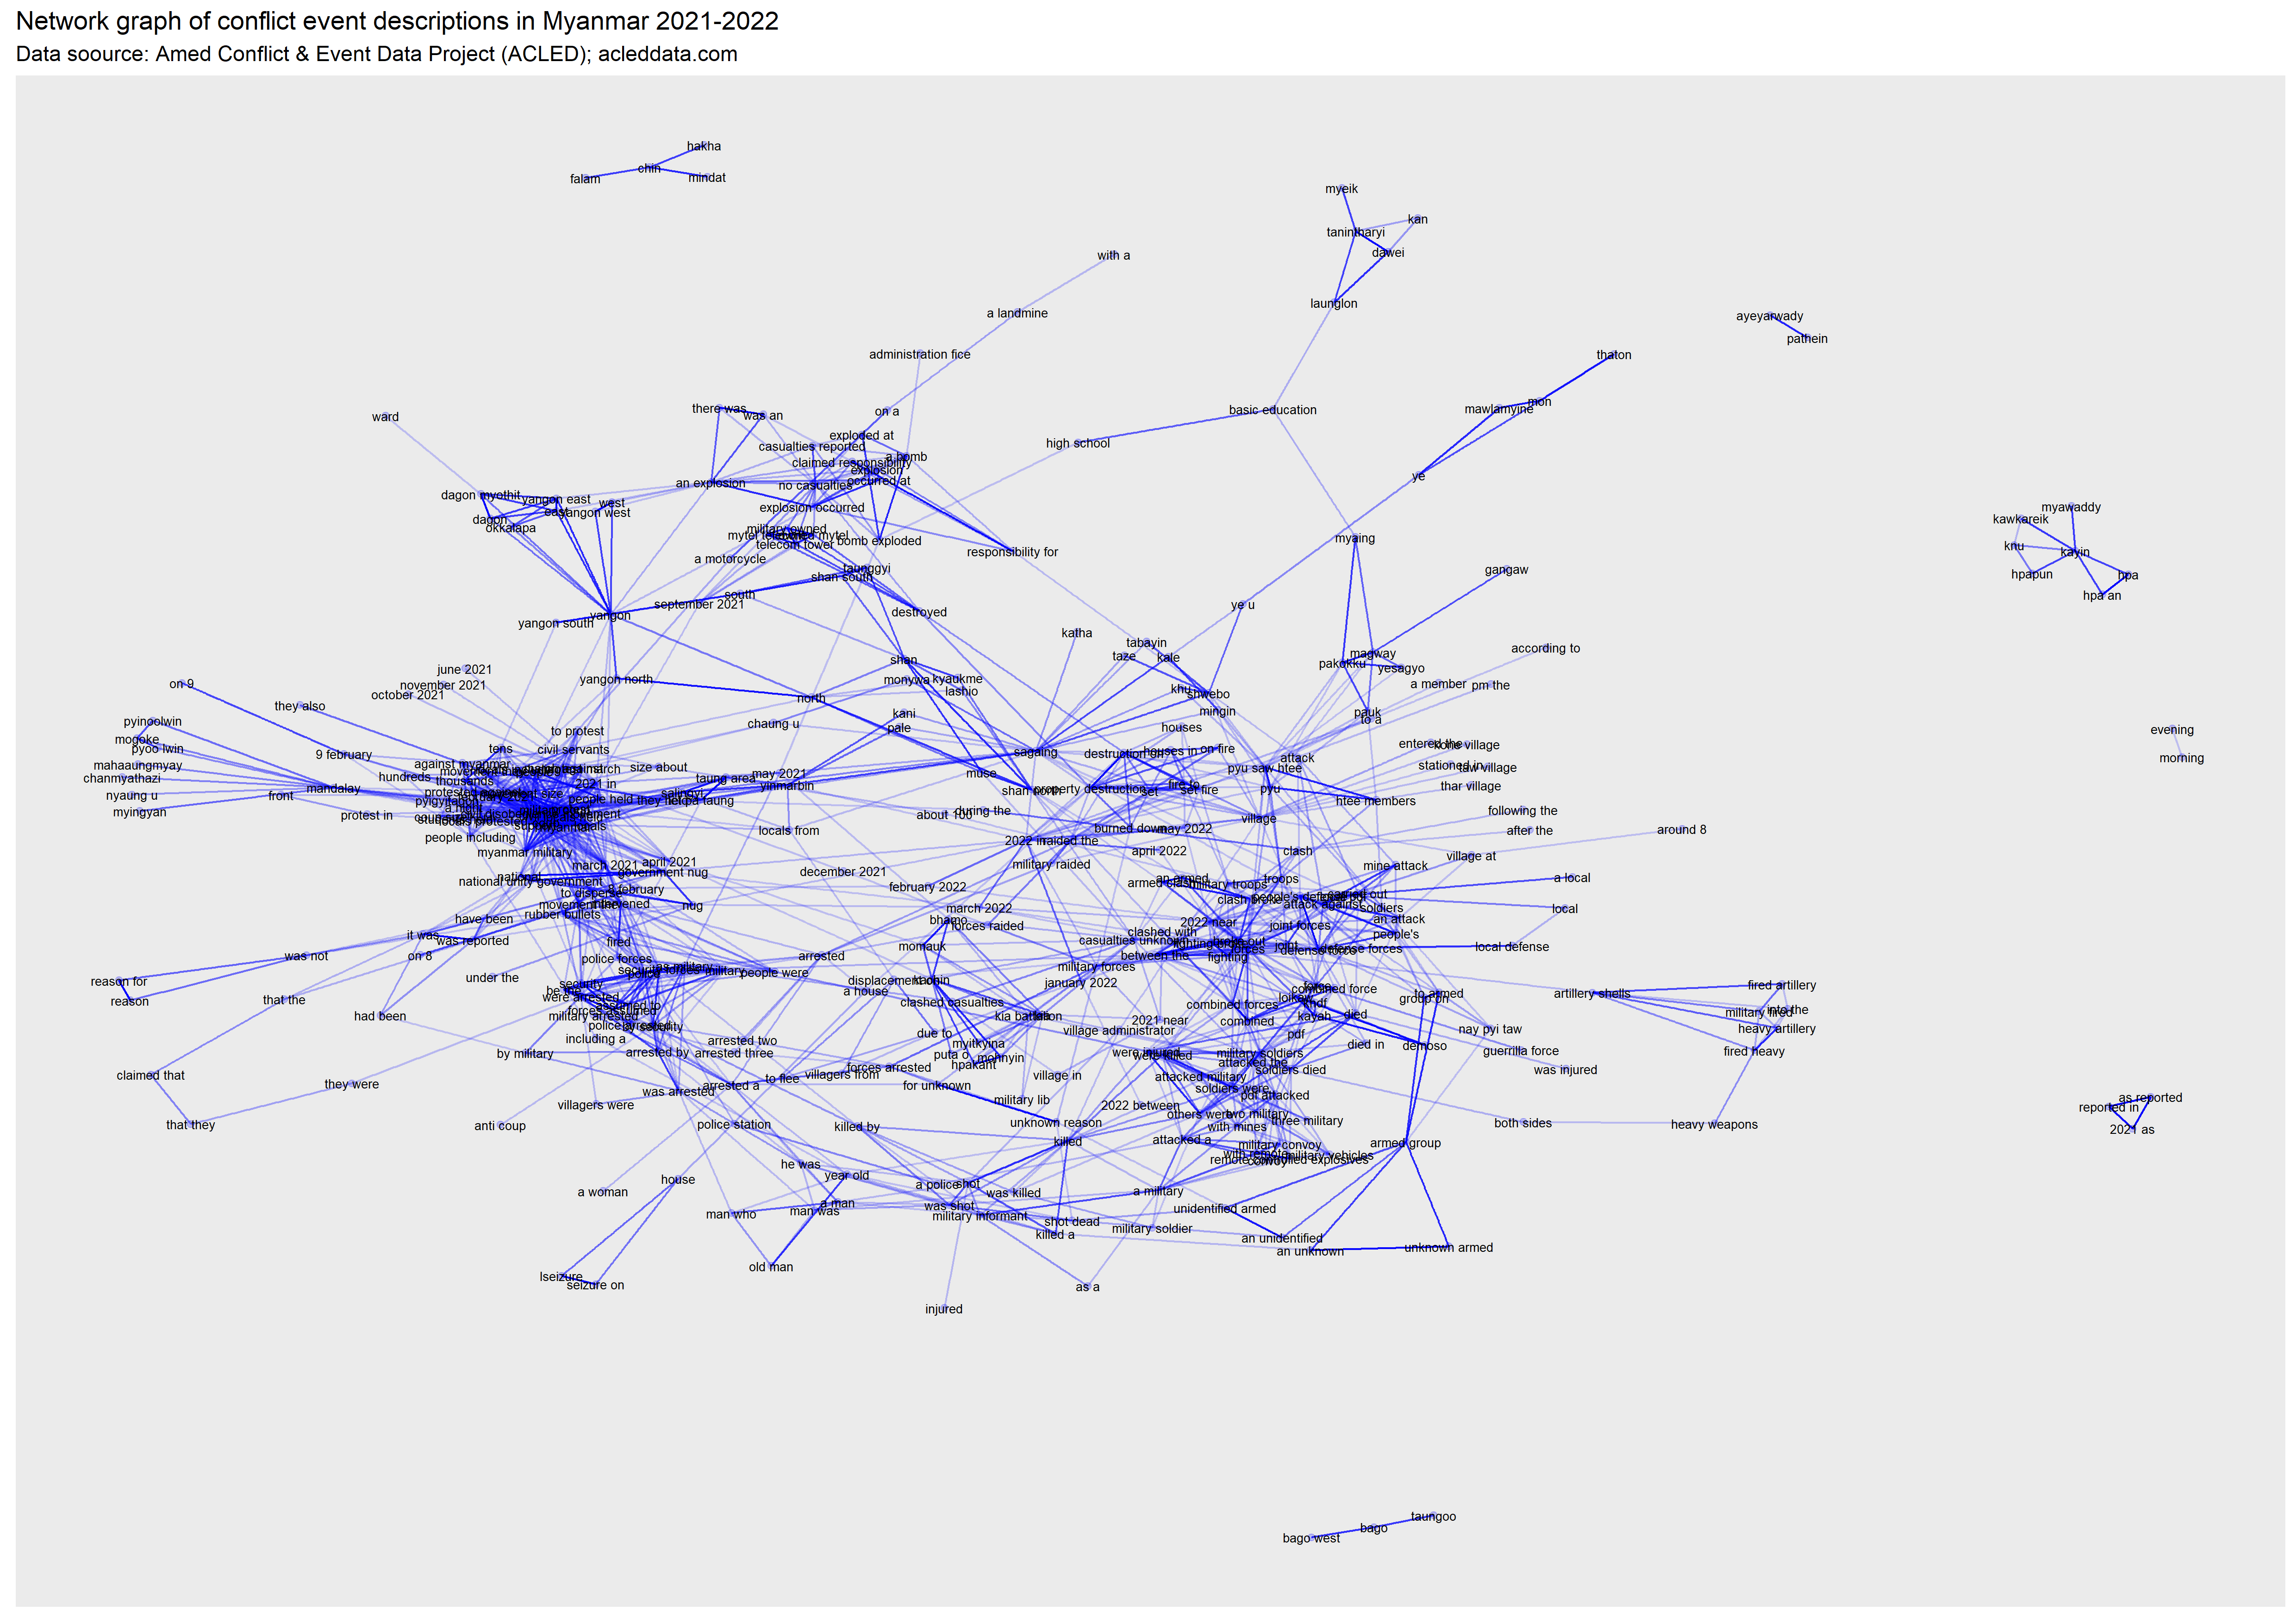 Network graph of conflict event descriptions in Myanmar 2021-2022
Data soource: Amed Conflict & Event Data Project (ACLED); acleddata.com
hakha
chin
falam
mindat
myeik
kan
tanintharyi
dawei
with a
launglon
a landmine
ayeyarwady
pathein
administration fice
thaton
ward
there was
was an
on a
basic education
mawlamyine
mon
exploded at
high school
casualties reported
a bomb
claimed responsibility
explosion
ye
an explosion
no casualties
occurred at
dagon myothit
yangon east
west
east
yangon west
dagon
okkalapa
explosion occurred
myawaddy
kawkareik
military owned
telecom tower
bomb exploded
myaing
knu
kayin
responsibility for
a motorcycle
taunggyi
shan south
gangaw
hpapun
hpa
hpa an
south
september 2021
ye u
destroyed
yangon
yangon south
katha
tabayin
taze
kale
according to
shan
magway
pakokku
yesagyo
june 2021
on 9
november 2021
october 2021
yangon north
monywa
kyaukme
lashio
khu
shwebo
a member
pm the
north
they also
kani
mingin
pauk
to a
pyinoolwin
chaung u
pale
houses
to protest
evening
mogoke
pyoo lwin
9 february
tens
civil servants
sagaing
destruction on
houses in
on fire
attack
entered the
kone village
morning
mahaaungmyay
against myanmar
size about
pyu saw htee
stationed in
taw village
chanmyathazi
hundreds
thousands
taung area
may 2021
muse
yinmarbin
2021 in
fire to
set fire
set
mandalay
shan north
property destruction
pyu
thar village
nyaung u
front
salingyi
people held
htee members
myingyan
protest in
about 100
during the
following the
village
people including
locals from
burned down
may 2022
after the
around 8
2022 in
raided the
myanmar military
april 2022
clash
village at
march 2021
april 2021
military raided
mine attack
national
government nug
december 2021
a local
national unity government
february 2022
an armed
armed clash
military troops
troops
8 february
to disperse
nug
march 2022
soldiers
local
rubber bullets
have been
bhamo
forces raided
2022 near
attack against
an attack
joint forces
people's
it was
was reported
fired
clashed with
casualties unknown
joint
defense forces
local defense
momauk
was not
on 8
arrested
between the
fighting
forces
police forces
military forces
reason for
under the
people were
displacement on
january 2022
security
a house
kachin
reason
that the
were arrested
clashed casualties
combined force
to armed
group on
artillery shells
fired artillery
loikaw
combined forces
had been
forces assumed
military arrested
kia battalion
kayah
died
into the
military fired
police arrested
by security
2021 near
combined
village administrator
pdf
nay pyi taw
heavy artillery
including a
due to
died in
demoso
by military
arrested by
arrested two
arrested three
myitkyina
puta o
mohnyin
hpakant
were injured
were killed
military soldiers
attacked the
soldiers died
guerrilla force
fired heavy
was injured
claimed that
they were
to flee
arrested a
villagers from
forces arrested
for unknown
village in
attacked military
was arrested
soldiers were
pdf attacked
villagers were
military lib
2022 between
as reported
reported in
that they
anti coup
police station
killed by
unknown reason
others were
two military
three military
with mines
both sides
heavy weapons
2021 as
killed
attacked a
military convoy
armed group
with remote
military vehicles
convoy
remote controlled explosives
he was
house
year old
a woman
a police
shot
was killed
a military
man who
a man
man was
was shot
military informant
unidentified armed
shot dead
military soldier
killed a
an unidentified
an unknown
unknown armed
old man
lseizure
seizure on
as a
injured
taungoo
bago
bago west